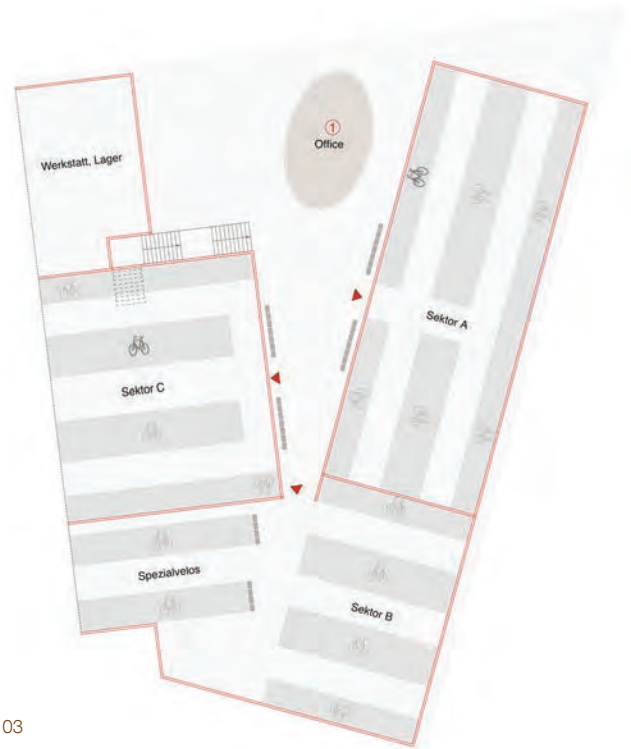 1
Office
Werkstatt, Lager
Sektor A
Sektor C
Spezialvelos
Sektor B
03